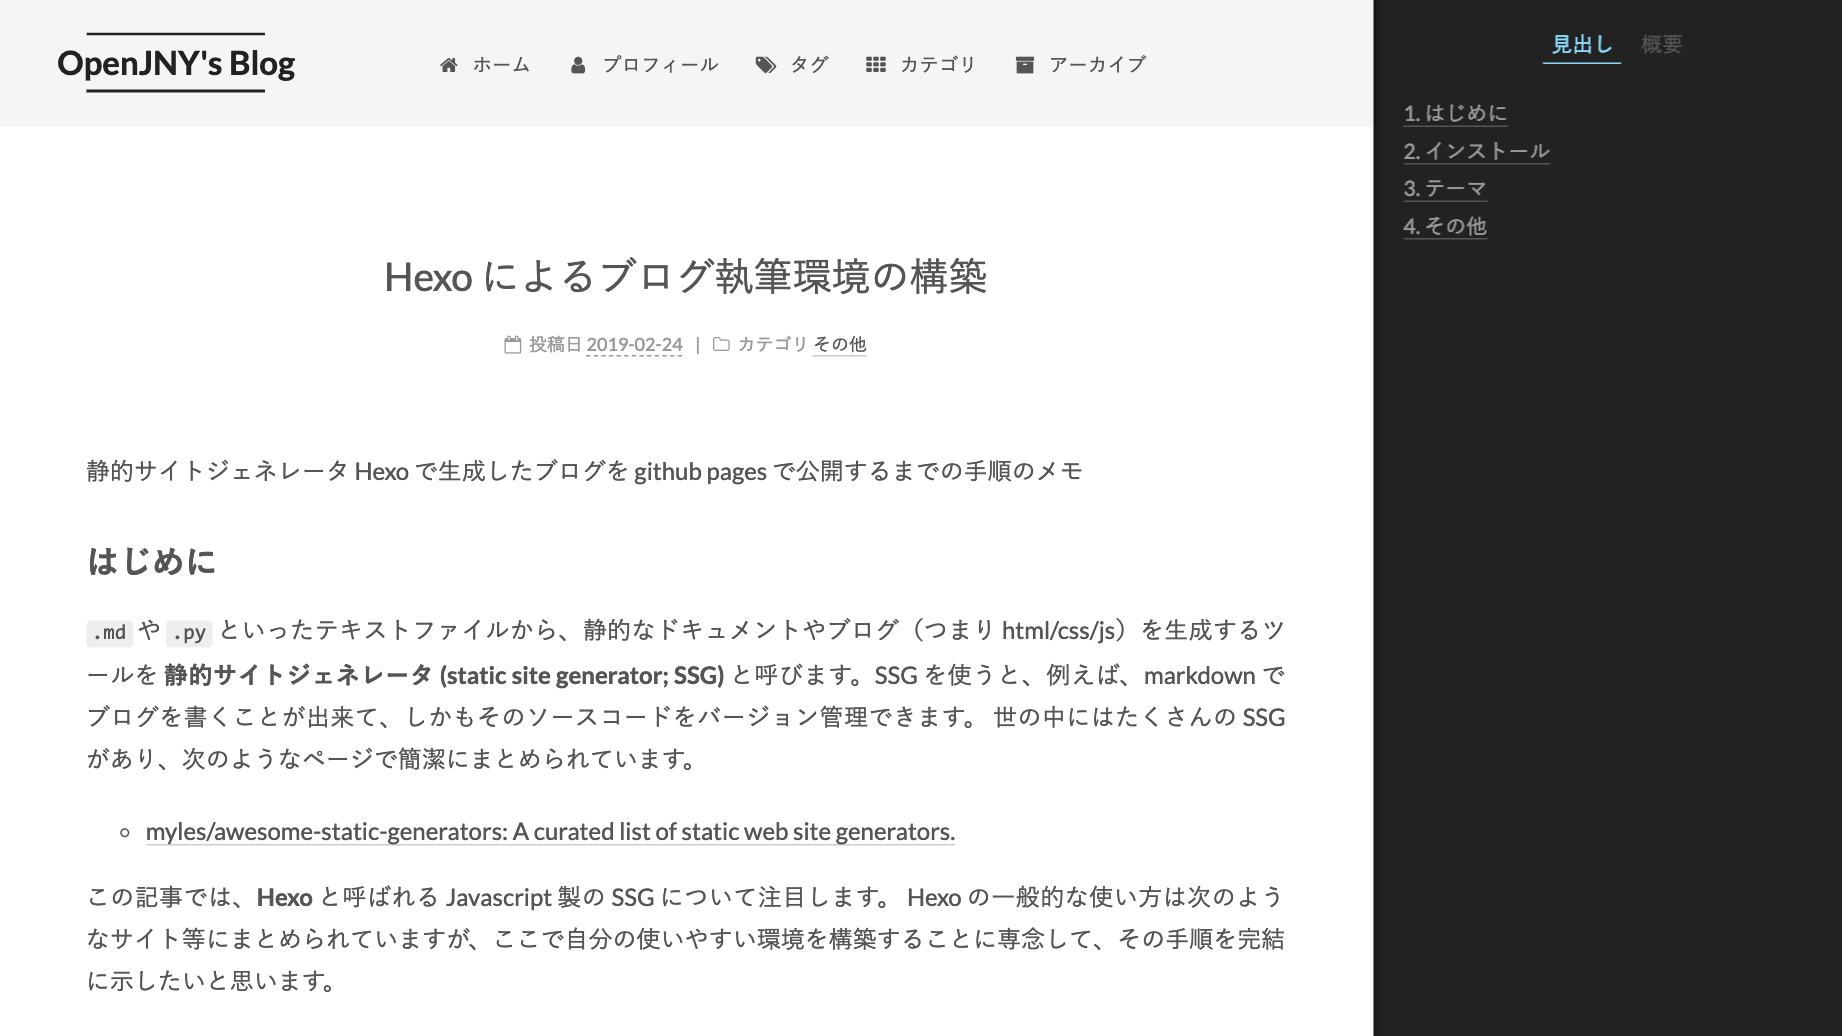 OpenJNY's Blog
ホーム プロフィール タグ カテゴリ アーカイブ
Hexo によるブログ執筆環境の構築
投稿日 2019-02-24 | カテゴリ その他
静的サイトジェネレータ Hexo で生成したブログを github pages で公開するまでの手順のメモ
はじめに
.md や .py といったテキストファイルから、静的なドキュメントやブログ（つまり html/css/js）を生成するツ
ールを 静的サイトジェネレータ (static site generator; SSG) と呼びます。SSG を使うと、例えば、markdown で
ブログを書くことが出来て、しかもそのソースコードをバージョン管理できます。 世の中にはたくさんの SSG
があり、次のようなページで簡潔にまとめられています。
myles/awesome-static-generators: A curated list of static web site generators.
この記事では、Hexo と呼ばれる Javascript 製の SSG について注目します。 Hexo の一般的な使い方は次のよう
なサイト等にまとめられていますが、ここで自分の使いやすい環境を構築することに専念して、その手順を完結
に示したいと思います。
見出し 概要
1. はじめに
2. インストール
3. テーマ
4. その他